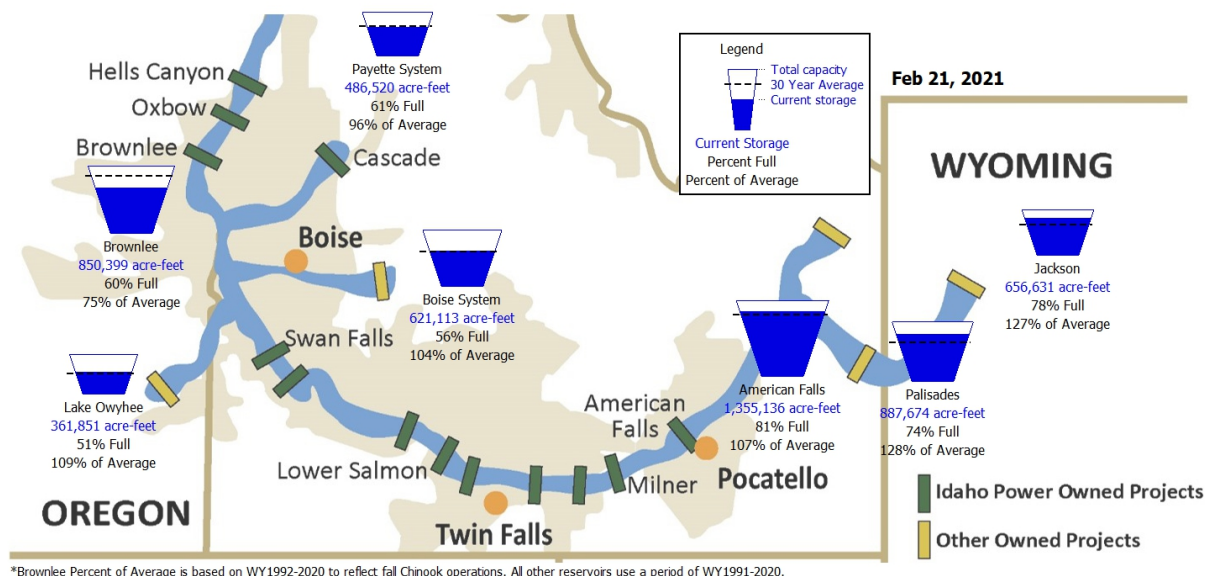 Hells Canyon
Oxbow
Brownlee
Payette System
486,520 acre-feet
61% Full
96% of Average
Cascade
Legend
Total capacity
30 Year Average
Current storage
Current Storage
Percent Full
Percent of Average
Feb 21, 2021
WYOMING
Brownlee
850,399 acre-feet
60% Full
75% of Average
Boise
Boise System
621,113 acre-feet
56% Full
104% of Average
Jackson
656,631 acre-feet
78% Full
127% of Average
Swan Falls
Lake Owyhee
361,851 acre-feet
51% Full
109% of Average
American Falls
1,355,136 acre-feet
81% Full
107% of Average
Palisades
887,674 acre-feet
74% Full
128% of Average
American
Falls
Lower Salmon
Milner
Pocatello
Twin Falls
OREGON
Idaho Power Owned Projects
Other Owned Projects
*Brownlee Percent of Average is based on WY1992-2020 to reflect fall Chinook operations. All other reservoirs use a period of WY1991-2020.